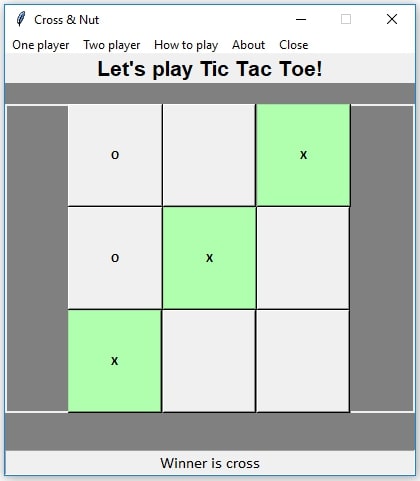 Cross & Nut
One player Two player How to play About Close
Let's play Tic Tac Toe!
O X
O X
X
Winner is cross